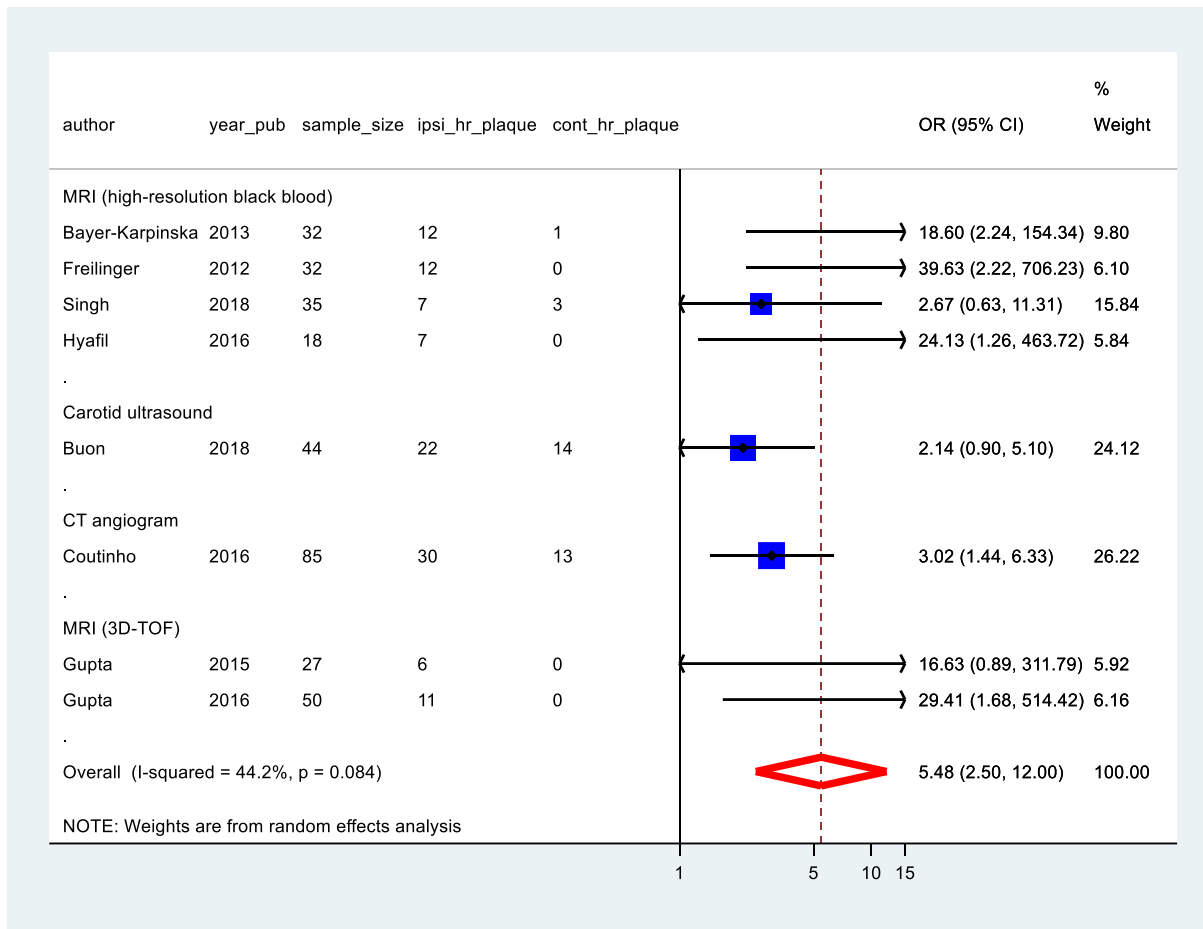 %
author year_pub sample_size ipsi_hr_plaque cont_hr_plaque OR (95% CI) Weight
MRI (high-resolution black blood)
Bayer-Karpinska 2013 32 12 1 18.60 (2.24, 154.34) 9.80
Freilinger 2012 32 12 0 39.63 (2.22, 706.23) 6.10
Singh 2018 35 7 3 2.67 (0.63, 11.31) 15.84
Hyafil 2016 18 7 0 24.13 (1.26, 463.72) 5.84
.
Carotid ultrasound
Buon 2018 44 22 14 2.14 (0.90, 5.10) 24.12
.
CT angiogram
Coutinho 2016 85 30 13 3.02 (1.44, 6.33) 26.22
.
MRI (3D-TOF)
Gupta 2015 27 6 0 16.63 (0.89, 311.79) 5.92
Gupta 2016 50 11 0 29.41 (1.68, 514.42) 6.16
.
Overall (I-squared = 44.2%, p = 0.084) 5.48 (2.50, 12.00) 100.00
NOTE: Weights are from random effects analysis
1 5 10 15